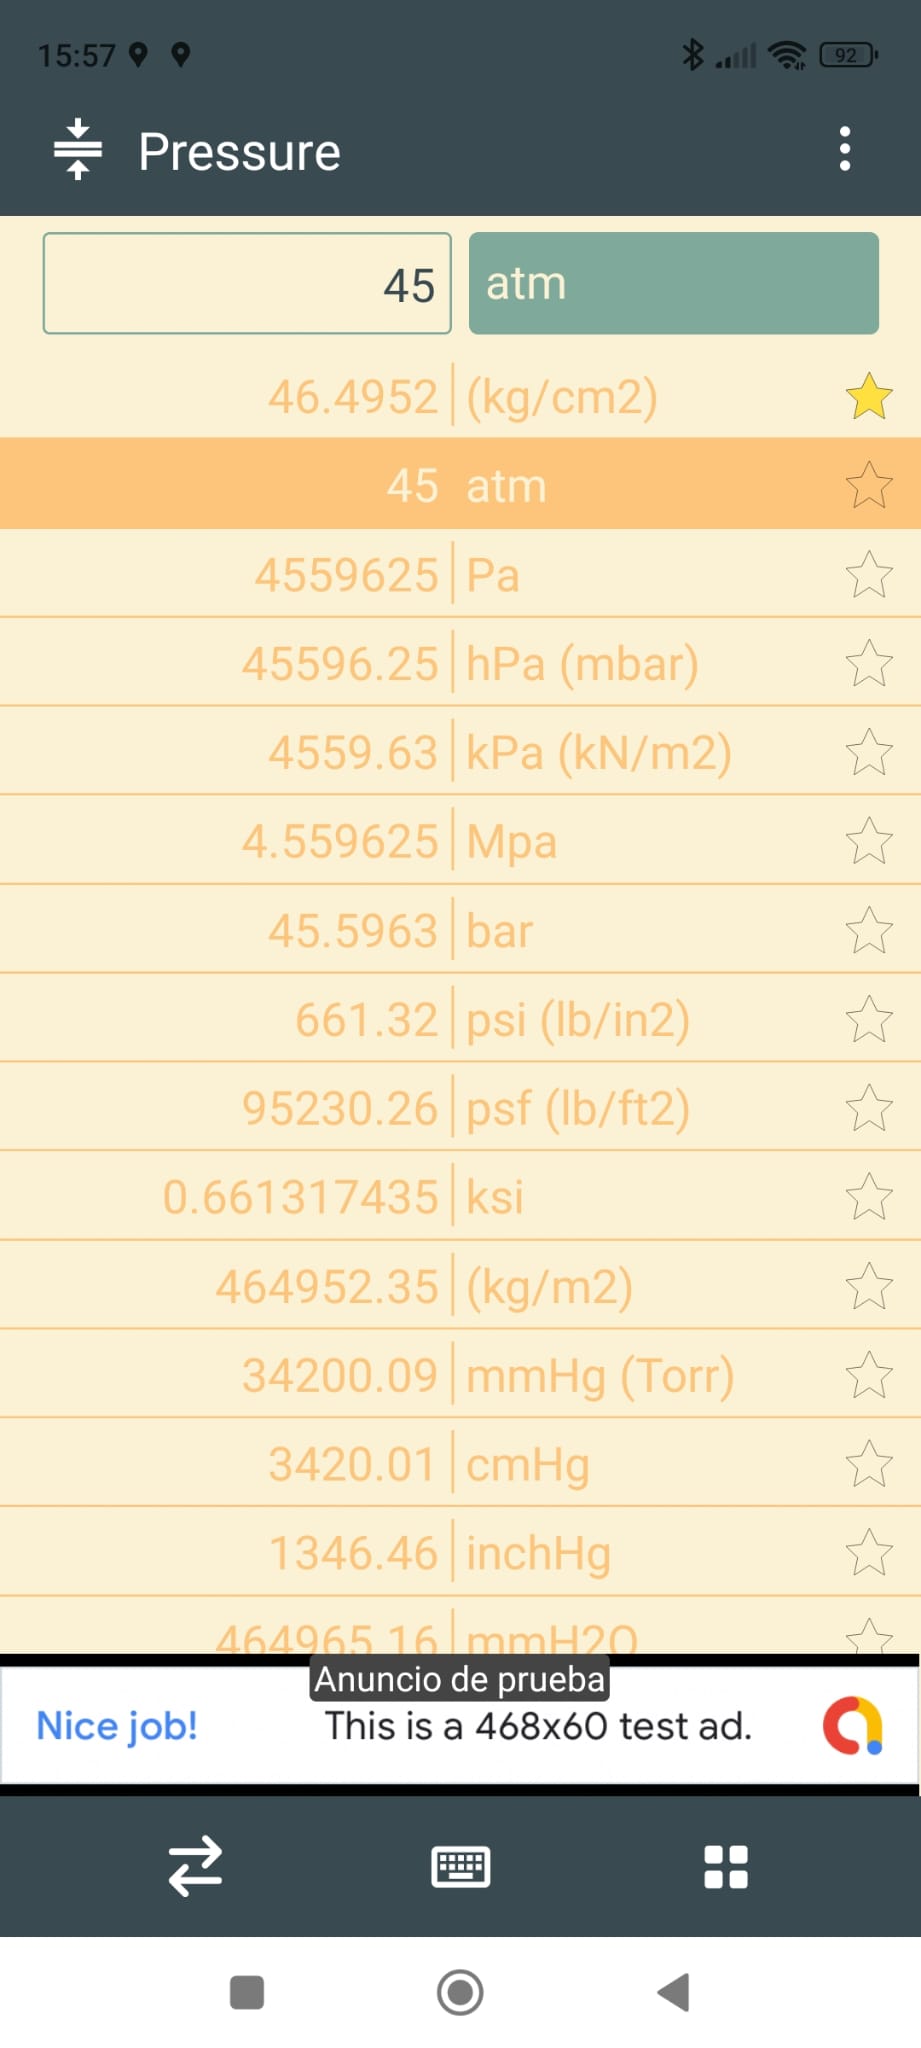 15:57
92
Pressure
45 atm
46.4952 (kg/cm2)
45 atm
4559625 Pa
45596.25 hPa (mbar)
4559.63 kPa (kN/m2)
4.559625 Mpa
45.5963 bar
661.32 psi (lb/in2)
95230.26 psf (lb/ft2)
0.661317435 ksi
464952.35 (kg/m2)
34200.09 mmHg (Torr)
3420.01 cmHg
1346.46 inchHg
464965.16 mmH2O
Anuncio de prueba
Nice job! This is a 468x60 test ad.